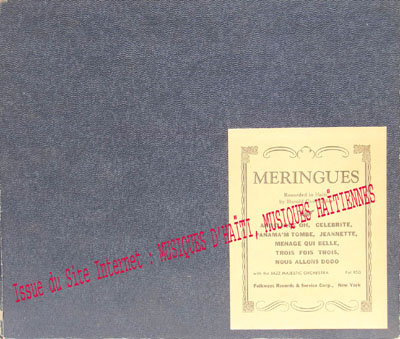 MERINGUES
Recorded in Haiti
by Harold
OH, CELEBRITE,
PANAMA'M TOMBE, JEANNETTE,
MENAGE QUI BELLE,
TROIS FOIS TROIS,
NOUS ALLONS DODO
with the JAZZ MAJESTIC ORCHESTRA
Folkways Records & Service Corp., New York
Issue du Site Internet : MUSIQUES D'HAÏTI, MUSIQUES HAÏTIENNES